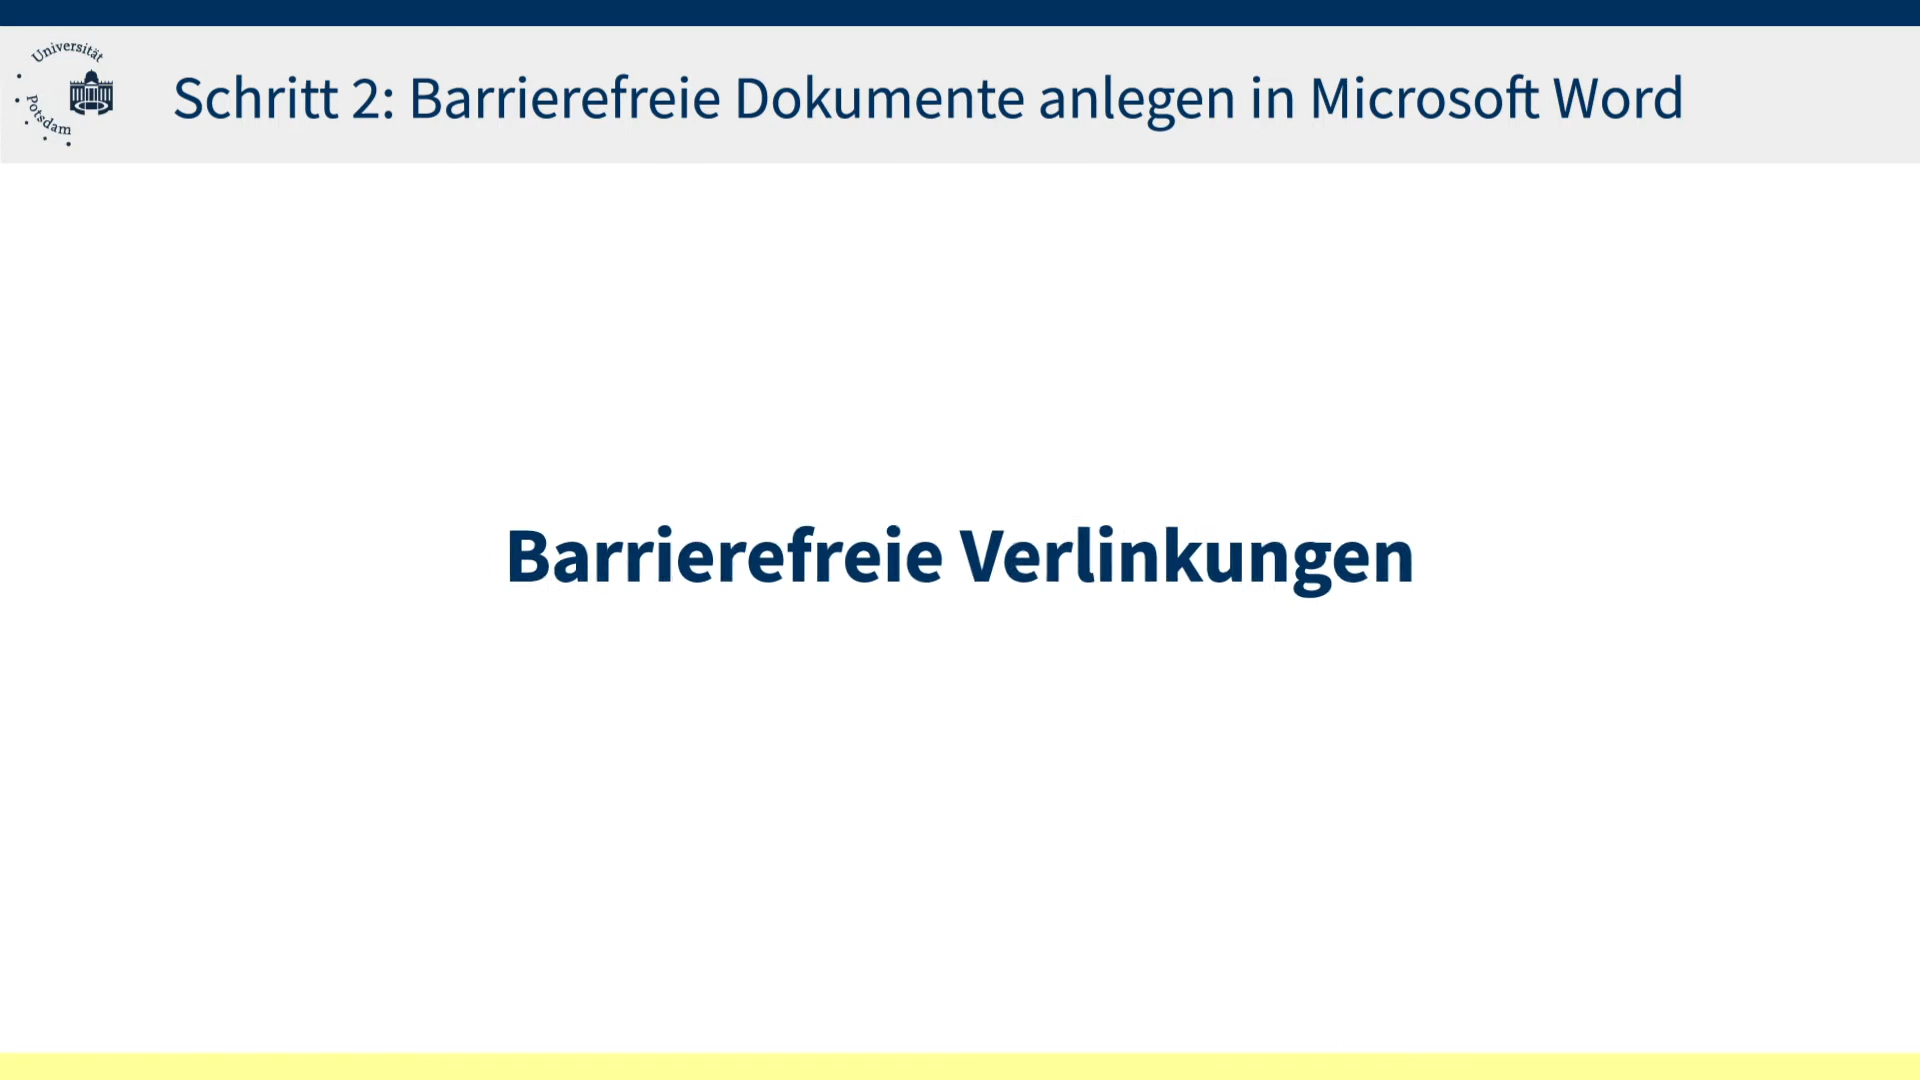 Universität
Potsdam
Schritt 2: Barrierefreie Dokumente anlegen in Microsoft Word
Barrierefreie Verlinkungen